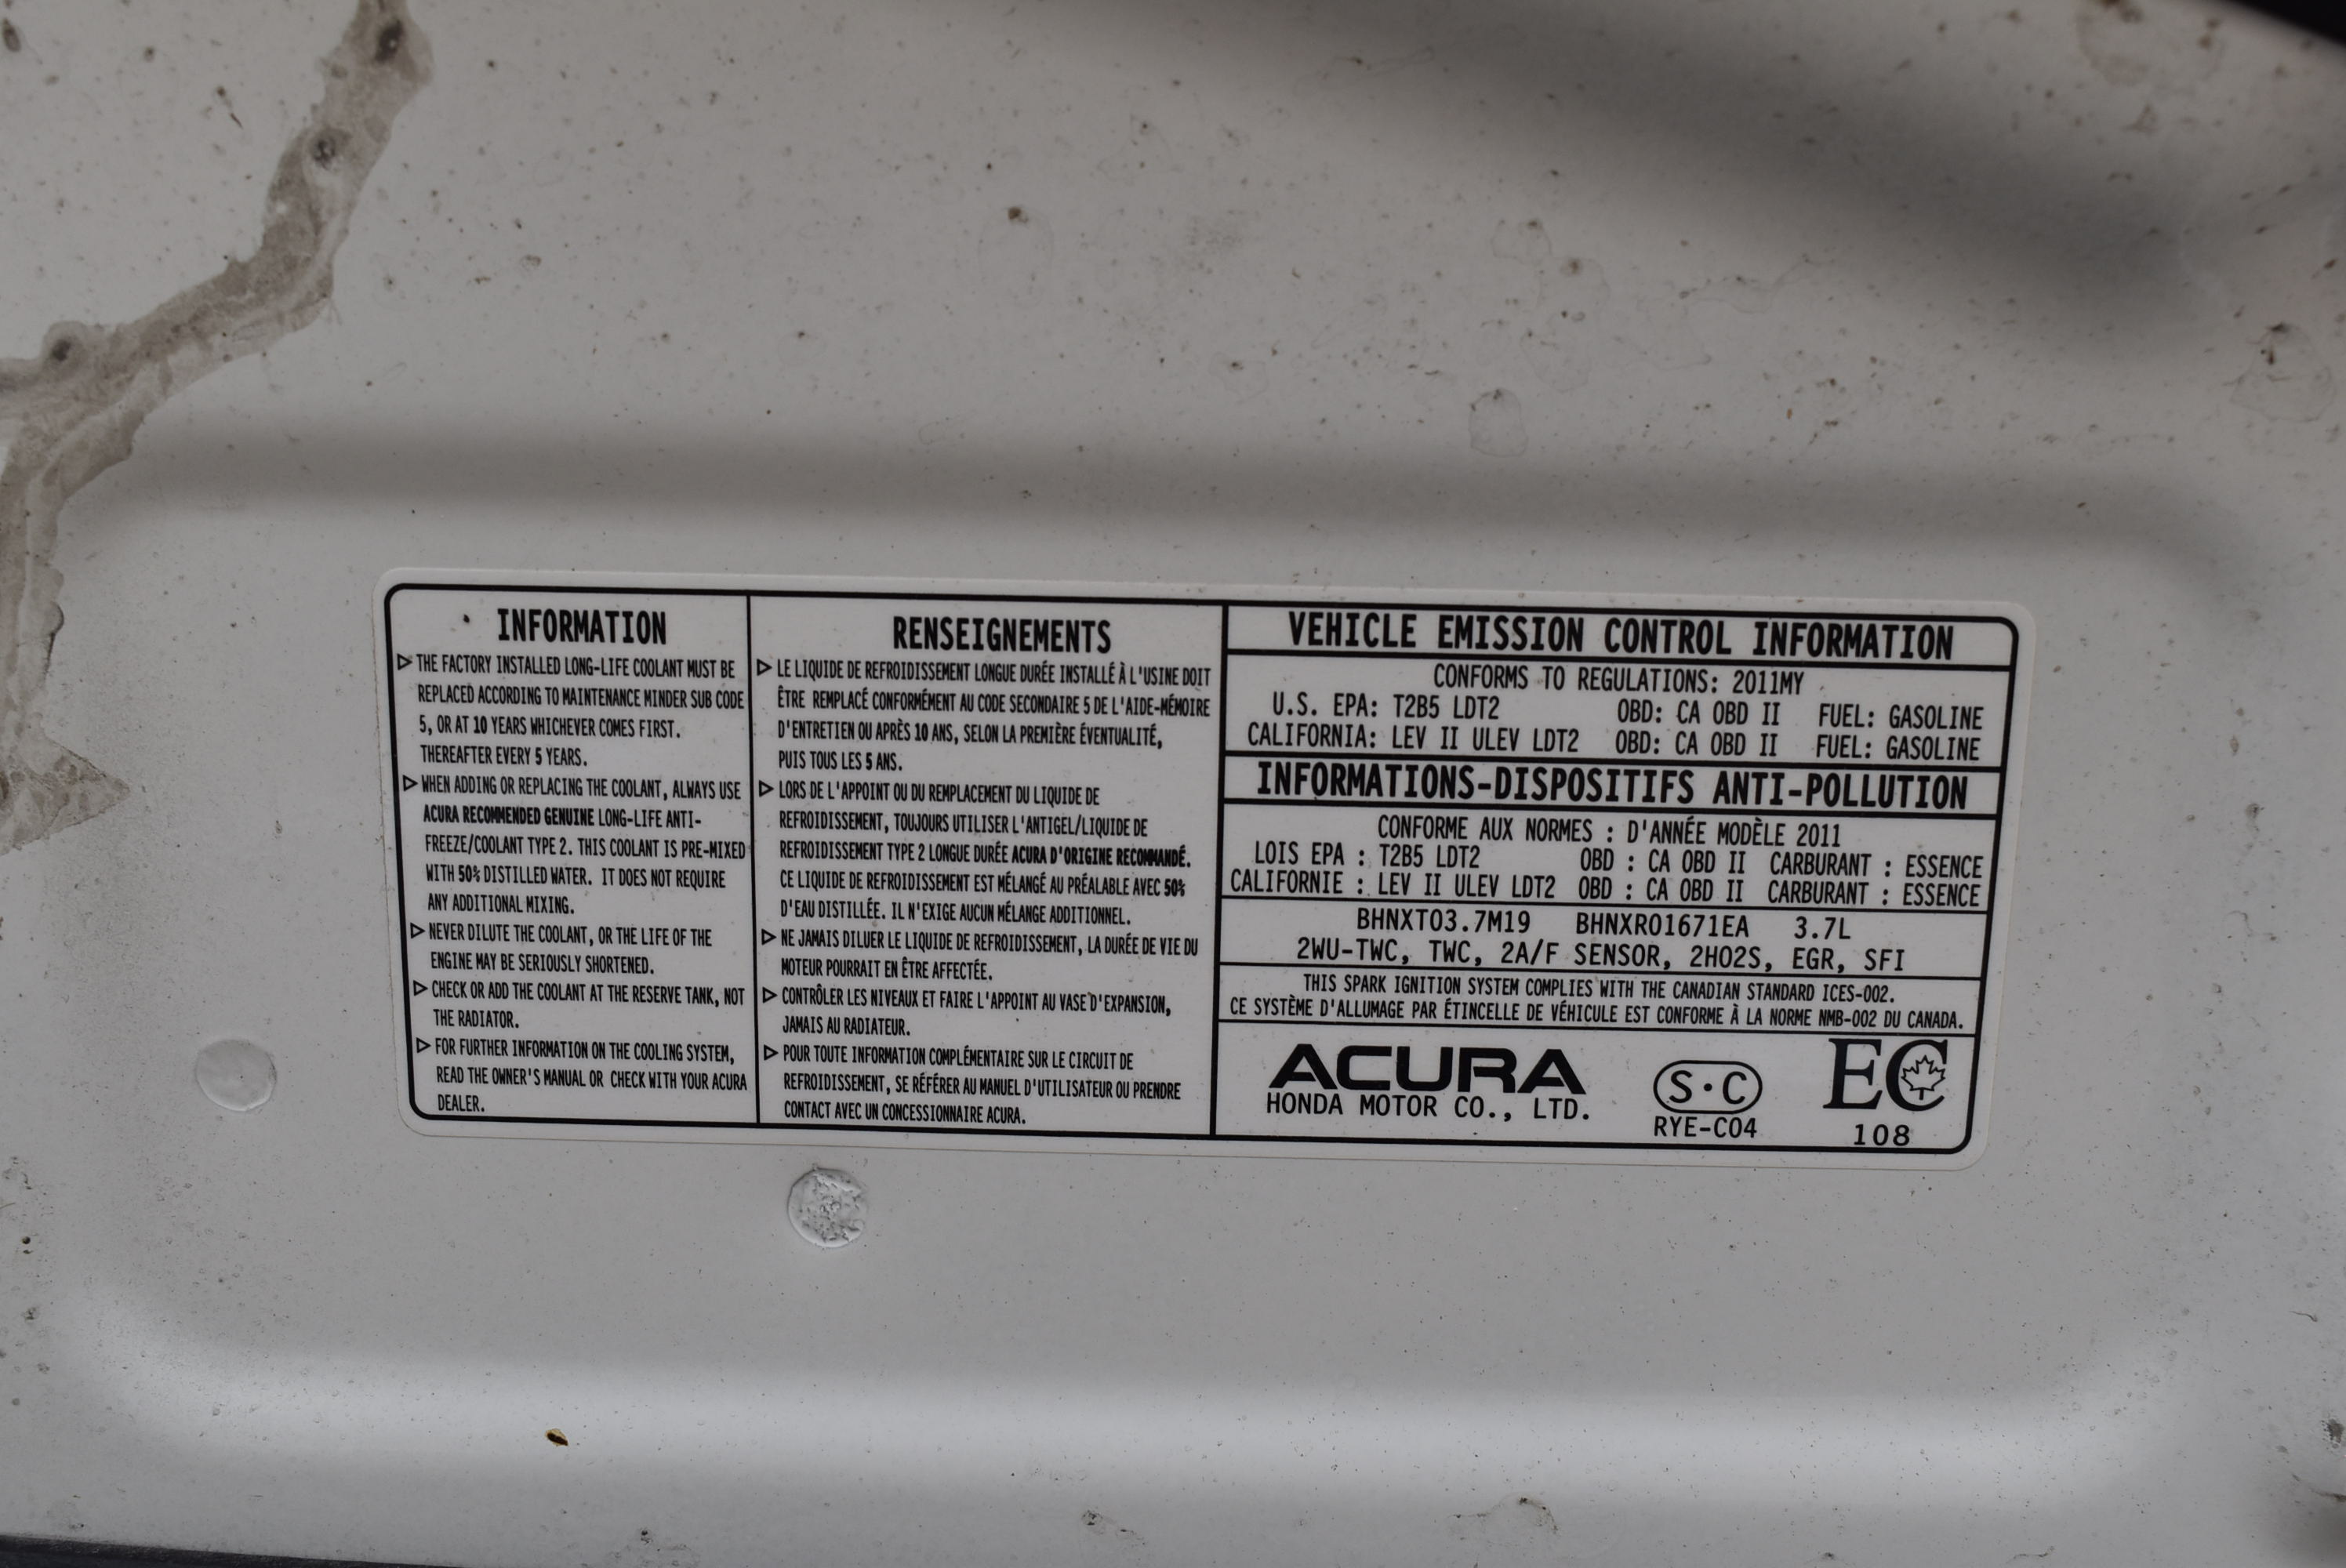 INFORMATION
▷ THE FACTORY INSTALLED LONG-LIFE COOLANT MUST BE
REPLACED ACCORDING TO MAINTENANCE MINDER SUB CODE
5, OR AT 10 YEARS WHICHEVER COMES FIRST.
THEREAFTER EVERY 5 YEARS.
▷ WHEN ADDING OR REPLACING THE COOLANT, ALWAYS USE
ACURA RECOMMENDED GENUINE LONG-LIFE ANTI-
FREEZE/COOLANT TYPE 2. THIS COOLANT IS PRE-MIXED
WITH 50% DISTILLED WATER. IT DOES NOT REQUIRE
ANY ADDITIONAL MIXING.
▷ NEVER DILUTE THE COOLANT, OR THE LIFE OF THE
ENGINE MAY BE SERIOUSLY SHORTENED.
▷ CHECK OR ADD THE COOLANT AT THE RESERVE TANK, NOT
THE RADIATOR.
▷ FOR FURTHER INFORMATION ON THE COOLING SYSTEM,
READ THE OWNER'S MANUAL OR CHECK WITH YOUR ACURA
DEALER.
RENSEIGNEMENTS
▷ LE LIQUIDE DE REFROIDISSEMENT LONGUE DURÉE INSTALLÉ À L'USINE DOIT
ÊTRE REMPLACÉ CONFORMÉMENT AU CODE SECONDAIRE 5 DE L'AIDE-MÉMOIRE
D'ENTRETIEN OU APRÈS 10 ANS, SELON LA PREMIÈRE ÉVENTUALITÉ,
PUIS TOUS LES 5 ANS.
▷ LORS DE L'APPOINT OU DU REMPLACEMENT DU LIQUIDE DE
REFROIDISSEMENT, TOUJOURS UTILISER L'ANTIGEL/LIQUIDE DE
REFROIDISSEMENT TYPE 2 LONGUE DURÉE ACURA D'ORIGINE RECOMMANDÉ.
CE LIQUIDE DE REFROIDISSEMENT EST MÉLANGÉ AU PRÉALABLE AVEC 50%
D'EAU DISTILLÉE. IL N'EXIGE AUCUN MÉLANGE ADDITIONNEL.
▷ NE JAMAIS DILUER LE LIQUIDE DE REFROIDISSEMENT, LA DURÉE DE VIE DU
MOTEUR POURRAIT EN ÊTRE AFFECTÉE.
▷ CONTRÔLER LES NIVEAUX ET FAIRE L'APPOINT AU VASE D'EXPANSION,
JAMAIS AU RADIATEUR.
▷ POUR TOUTE INFORMATION COMPLÉMENTAIRE SUR LE CIRCUIT DE
REFROIDISSEMENT, SE RÉFÉRER AU MANUEL D'UTILISATEUR OU PRENDRE
CONTACT AVEC UN CONCESSIONNAIRE ACURA.
VEHICLE EMISSION CONTROL INFORMATION
CONFORMS TO REGULATIONS: 2011MY
U.S. EPA: T2B5 LDT2 OBD: CA OBD II FUEL: GASOLINE
CALIFORNIA: LEV II ULEV LDT2 OBD: CA OBD II FUEL: GASOLINE
INFORMATIONS-DISPOSITIFS ANTI-POLLUTION
CONFORME AUX NORMES : D'ANNÉE MODÈLE 2011
LOIS EPA : T2B5 LDT2 OBD : CA OBD II CARBURANT : ESSENCE
CALIFORNIE : LEV II ULEV LDT2 OBD : CA OBD II CARBURANT : ESSENCE
BHNXT03.7M19 BHNXR01671EA 3.7L
2WU-TWC, TWC, 2A/F SENSOR, 2HO2S, EGR, SFI
THIS SPARK IGNITION SYSTEM COMPLIES WITH THE CANADIAN STANDARD ICES-002.
CE SYSTÈME D'ALLUMAGE PAR ÉTINCELLE DE VÉHICULE EST CONFORME À LA NORME NMB-002 DU CANADA.
ACURA
HONDA MOTOR CO., LTD.
S·C
RYE-C04
EC
108